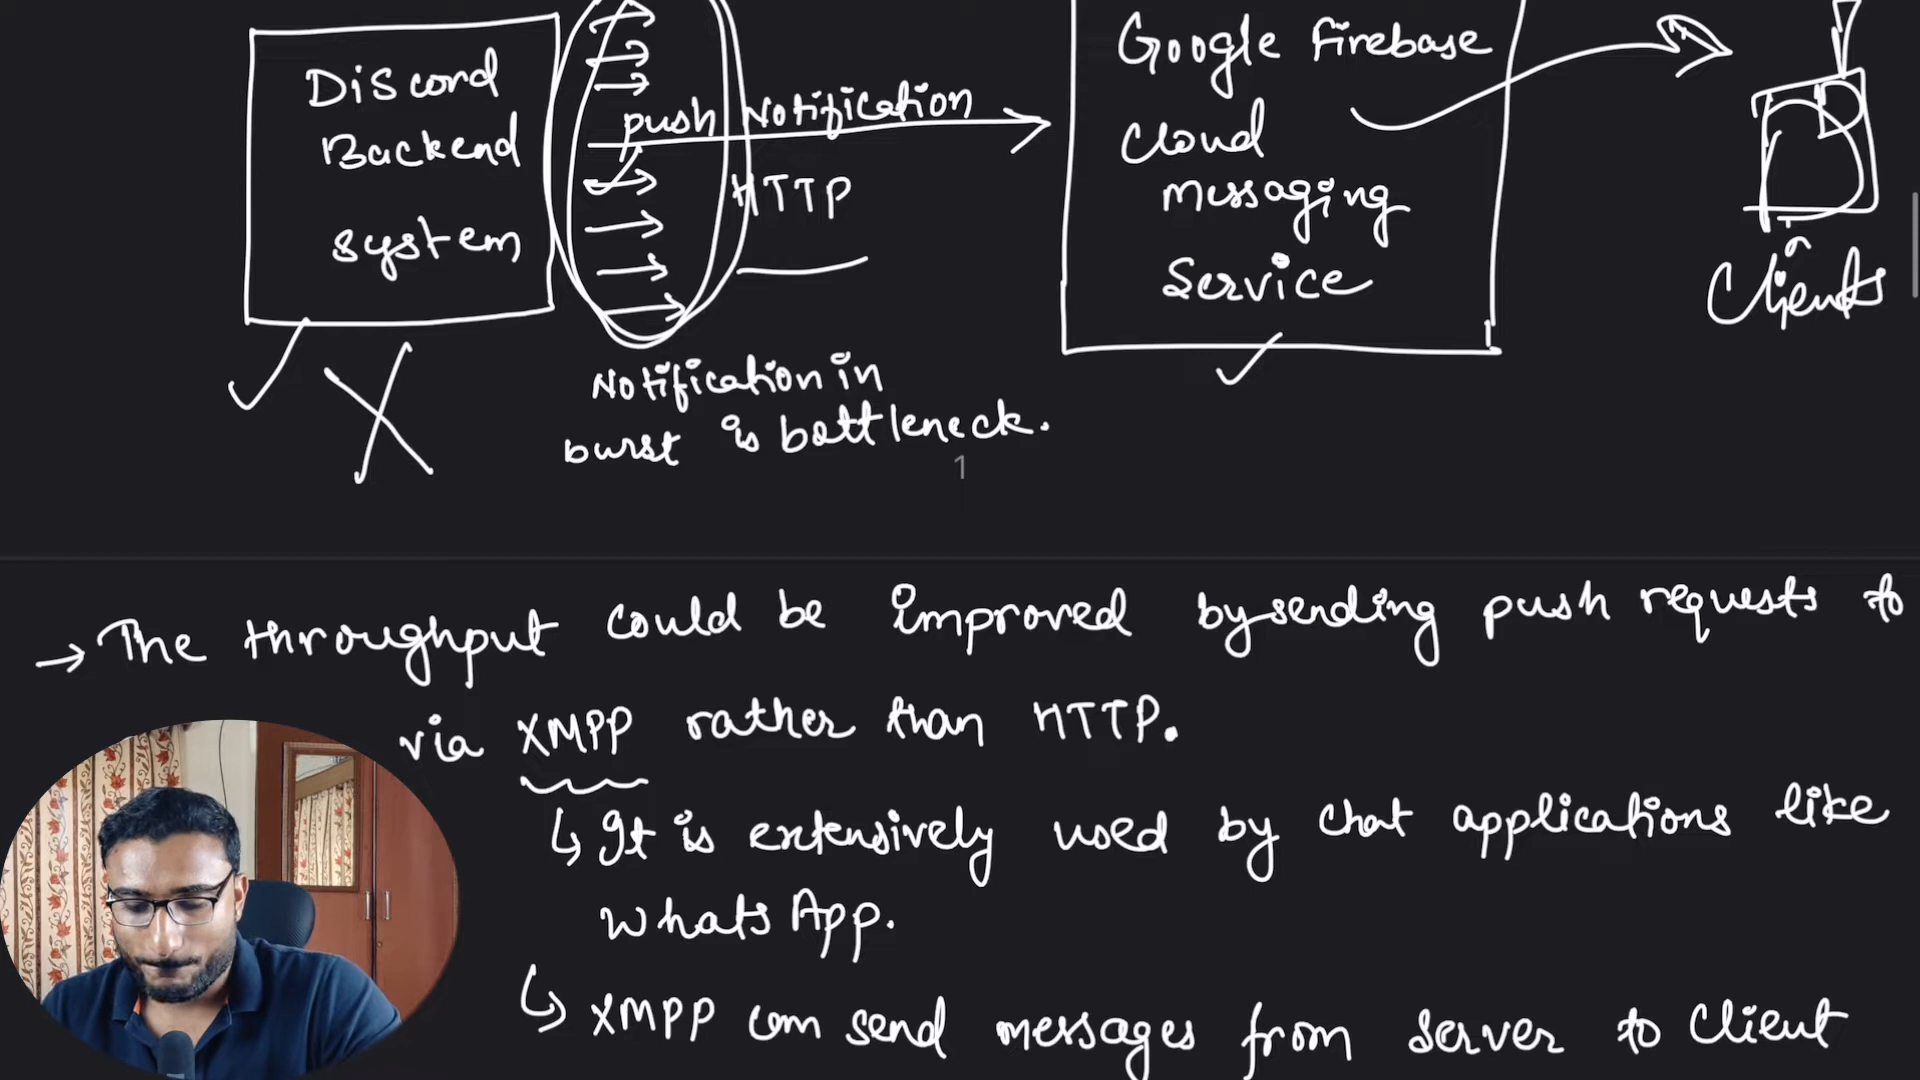 Discord
Backend
system
push Notification
HTTP
Google Firebase
Cloud
messaging
Service
Clients
Notification in
burst is bottleneck.
1
→ The throughput could be improved by sending push requests to
via XMPP rather than HTTP.
↳ It is extensively used by chat applications like
WhatsApp.
↳ XMPP can send messages from server to client